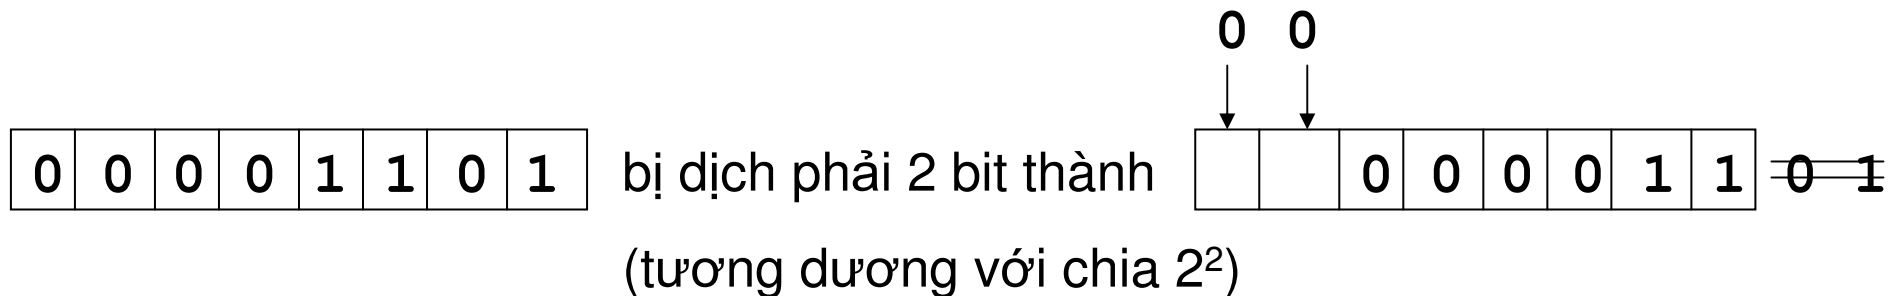 0 0
0 0 0 0 1 1 0 1 bị dịch phải 2 bit thành 0 0 0 0 1 1 0 1
(tương dương với chia 2²)